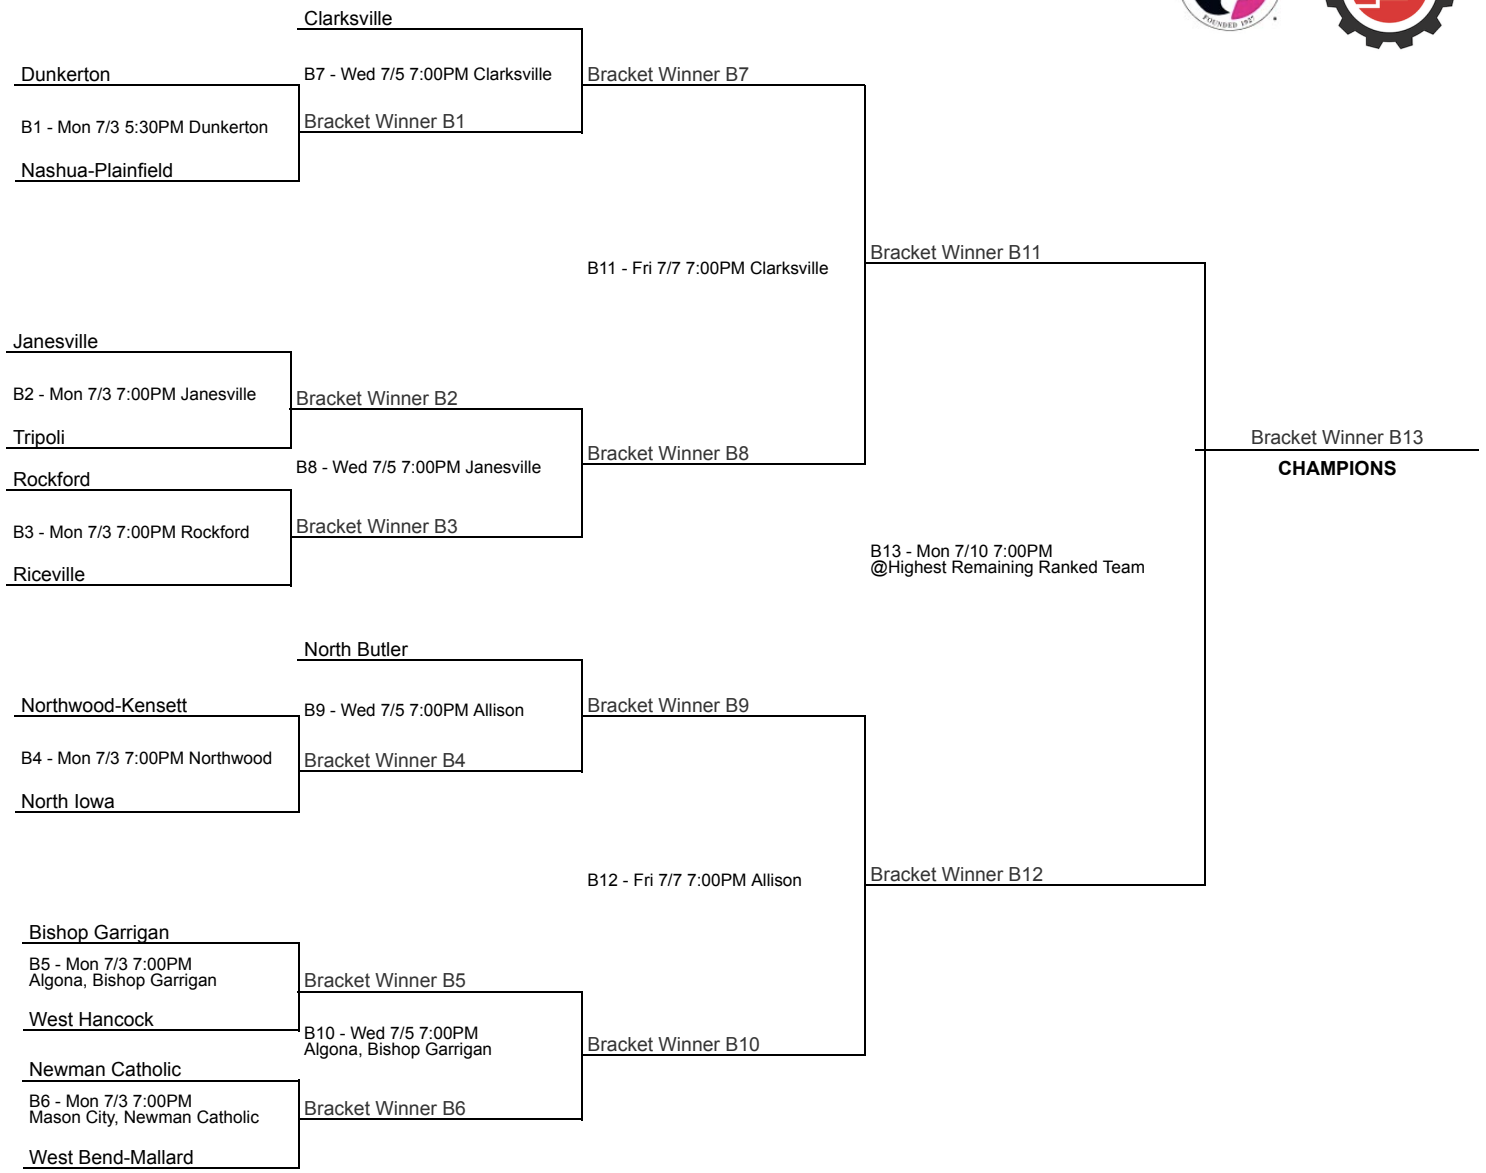 FOUNDED 1927
Clarksville
Dunkerton
B7 - Wed 7/5 7:00PM Clarksville
Bracket Winner B7
B1 - Mon 7/3 5:30PM Dunkerton
Bracket Winner B1
Nashua-Plainfield
B11 - Fri 7/7 7:00PM Clarksville
Bracket Winner B11
Janesville
B2 - Mon 7/3 7:00PM Janesville
Bracket Winner B2
Tripoli
B8 - Wed 7/5 7:00PM Janesville
Bracket Winner B8
Rockford
B3 - Mon 7/3 7:00PM Rockford
Bracket Winner B3
Riceville
Bracket Winner B13
CHAMPIONS
B13 - Mon 7/10 7:00PM
@Highest Remaining Ranked Team
North Butler
Northwood-Kensett
B9 - Wed 7/5 7:00PM Allison
Bracket Winner B9
B4 - Mon 7/3 7:00PM Northwood
Bracket Winner B4
North Iowa
B12 - Fri 7/7 7:00PM Allison
Bracket Winner B12
Bishop Garrigan
B5 - Mon 7/3 7:00PM
Algona, Bishop Garrigan
Bracket Winner B5
West Hancock
B10 - Wed 7/5 7:00PM
Algona, Bishop Garrigan
Bracket Winner B10
Newman Catholic
B6 - Mon 7/3 7:00PM
Mason City, Newman Catholic
Bracket Winner B6
West Bend-Mallard